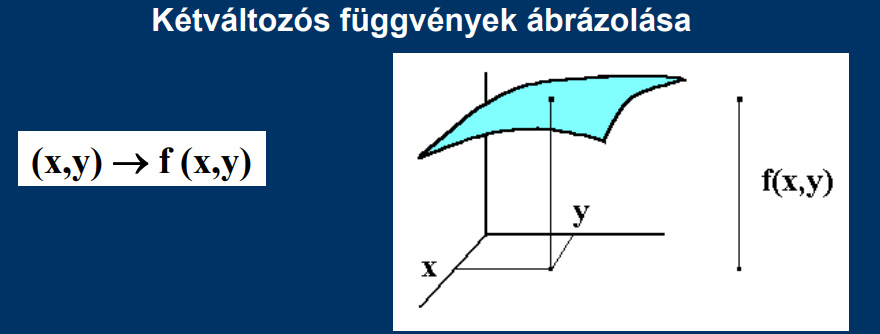 Kétváltozós függvények ábrázolása
(x,y) → f (x,y)
f(x,y)
y
x